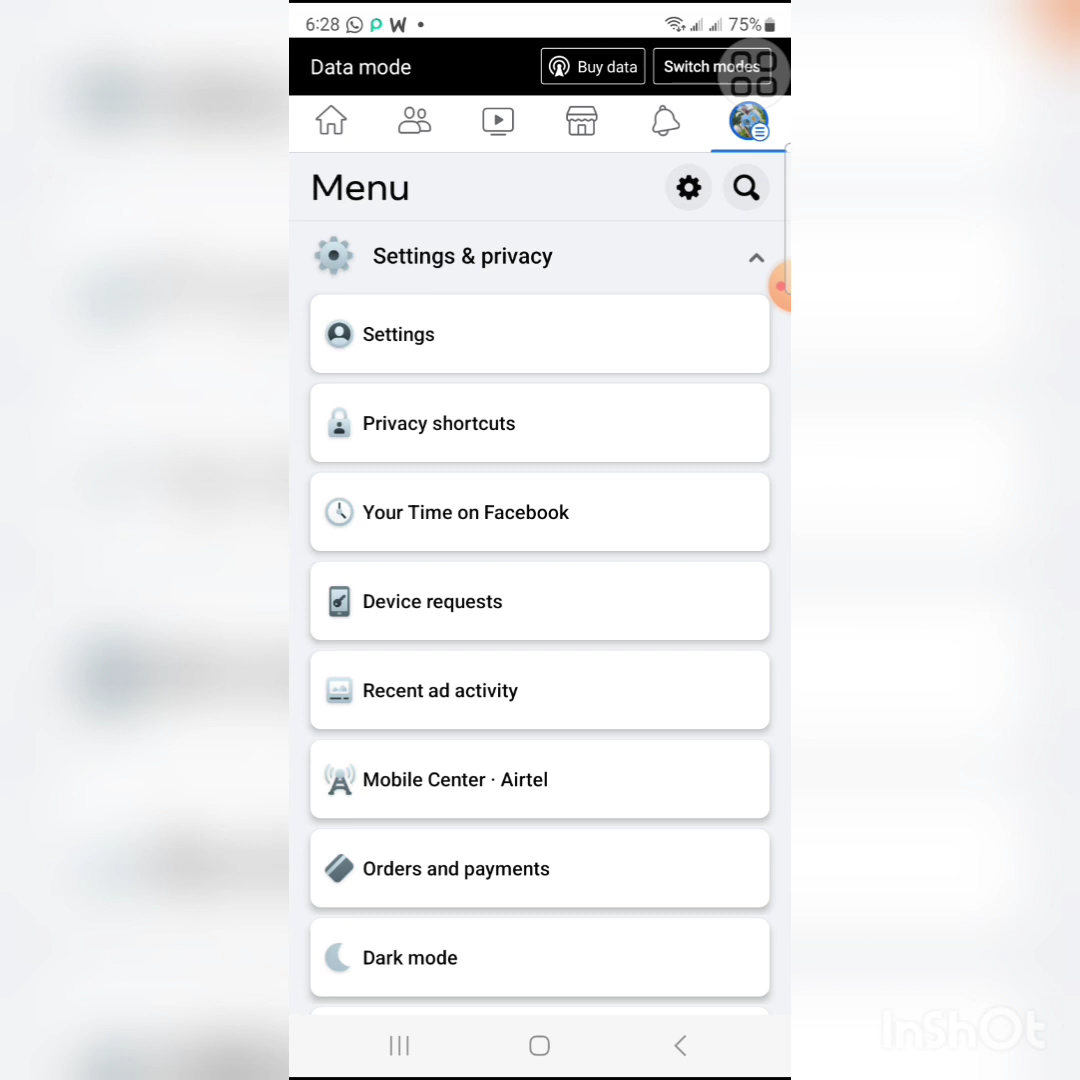 6:28 W 75%
Data mode Buy data Switch modes
Menu
Settings & privacy
Settings
Privacy shortcuts
Your Time on Facebook
Device requests
Recent ad activity
Mobile Center · Airtel
Orders and payments
Dark mode
InShOt